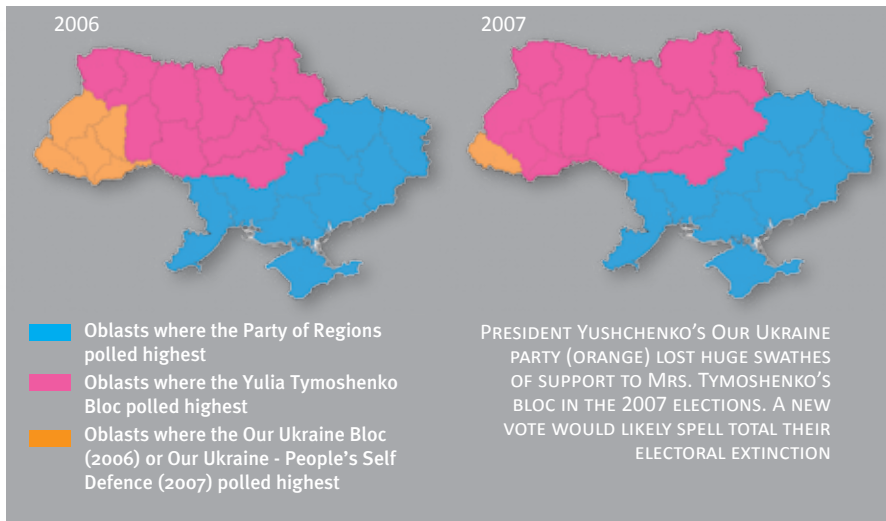 2006
2007
Oblasts where the Party of Regions
polled highest
Oblasts where the Yulia Tymoshenko
Bloc polled highest
Oblasts where the Our Ukraine Bloc
(2006) or Our Ukraine - People's Self
Defence (2007) polled highest
President Yushchenko's Our Ukraine
party (orange) lost huge swathes
of support to Mrs. Tymoshenko's
bloc in the 2007 elections. A new
vote would likely spell total their
electoral extinction